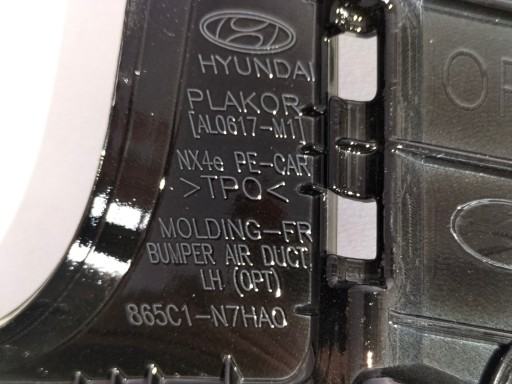 HYUNDAI
PLAKOR
[AL0617-M1]
NX4e PE-CAR
>TPO<
MOLDING-FR
BUMPER AIR DUCT
LH (OPT)
865C1-N7HA0